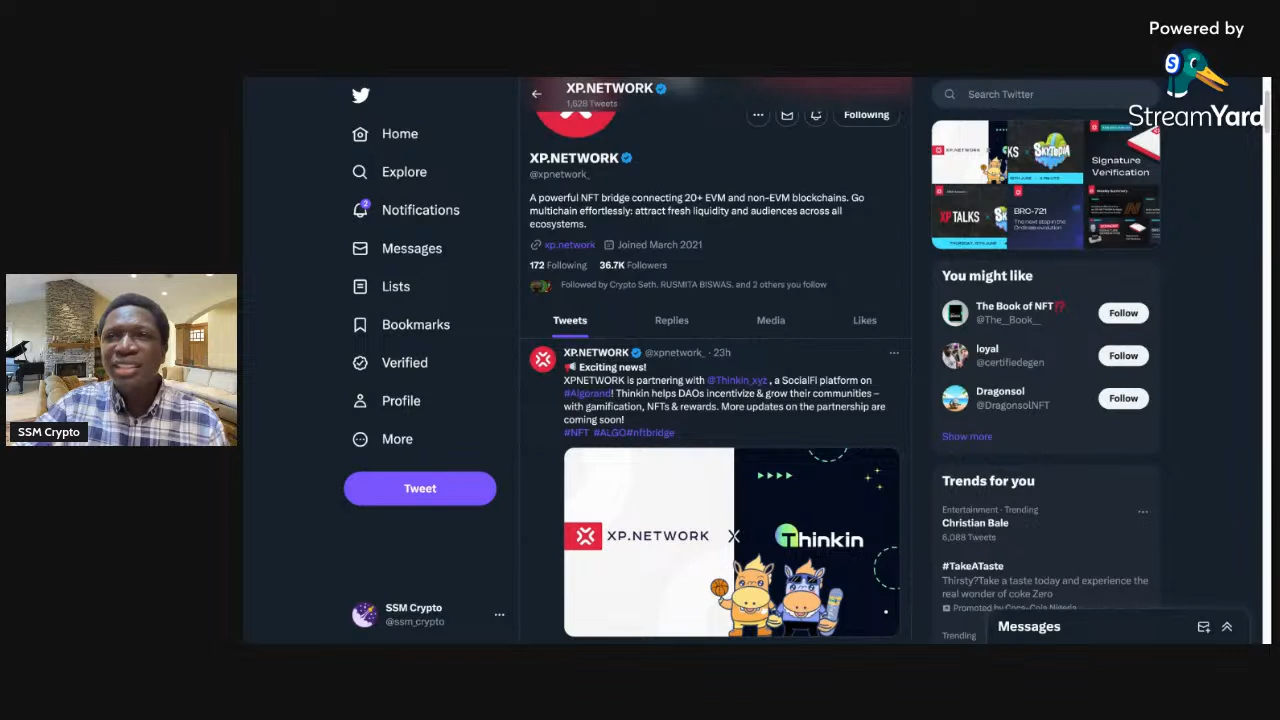 Powered by
StreamYard
SSM Crypto
Home
Explore
2
Notifications
Messages
Lists
Bookmarks
Verified
Profile
More
Tweet
SSM Crypto
@ssm_crypto
XP.NETWORK
1,628 Tweets
Following
XP.NETWORK
@xpnetwork_
A powerful NFT bridge connecting 20+ EVM and non-EVM blockchains. Go
multichain effortlessly: attract fresh liquidity and audiences across all
ecosystems.
xp.network Joined March 2021
172 Following 36.7K Followers
Followed by Crypto Seth, RUSMITA BISWAS, and 2 others you follow
Tweets Replies Media Likes
XP.NETWORK @xpnetwork_ · 23h
Exciting news!
XPNETWORK is partnering with @Thinkin_xyz , a SocialFi platform on
#Algorand! Thinkin helps DAOs incentivize & grow their communities –
with gamification, NFTs & rewards. More updates on the partnership are
coming soon!
#NFT #ALGO#nftbridge
XP.NETWORK X Thinkin
Search Twitter
SKYTOPIA
Signature
Verification
XP TALKS
BRC-721
You might like
The Book of NFT⁉
@The__Book__
Follow
loyal
@certifiedegen
Follow
Dragonsol
@DragonsolNFT
Follow
Show more
Trends for you
Entertainment · Trending
Christian Bale
6,088 Tweets
#TakeATaste
Thirsty?Take a taste today and experience the
real wonder of coke Zero
Promoted by Coca-Cola Nigeria
Trending
Messages